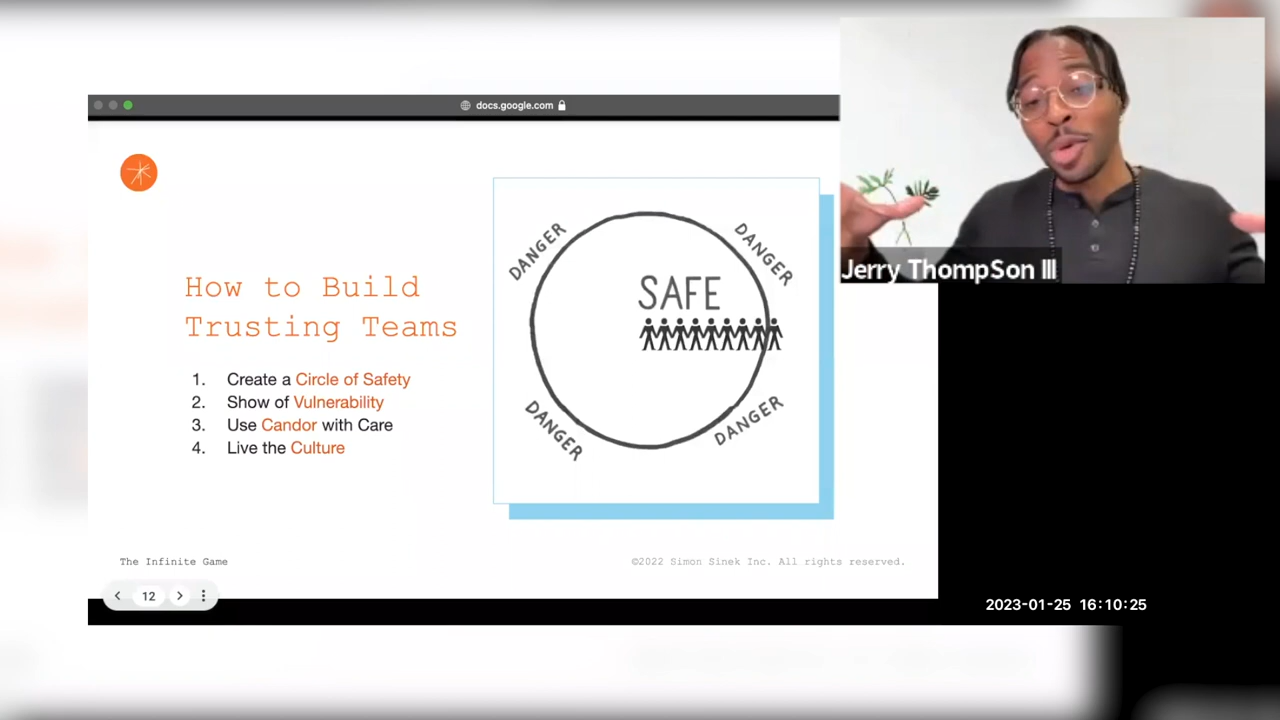 docs.google.com
How to Build
Trusting Teams
1. Create a Circle of Safety
2. Show of Vulnerability
3. Use Candor with Care
4. Live the Culture
DANGER
DANGER
SAFE
DANGER
DANGER
Jerry ThompSon III
The Infinite Game
©2022 Simon Sinek Inc. All rights reserved.
12
2023-01-25 16:10:25